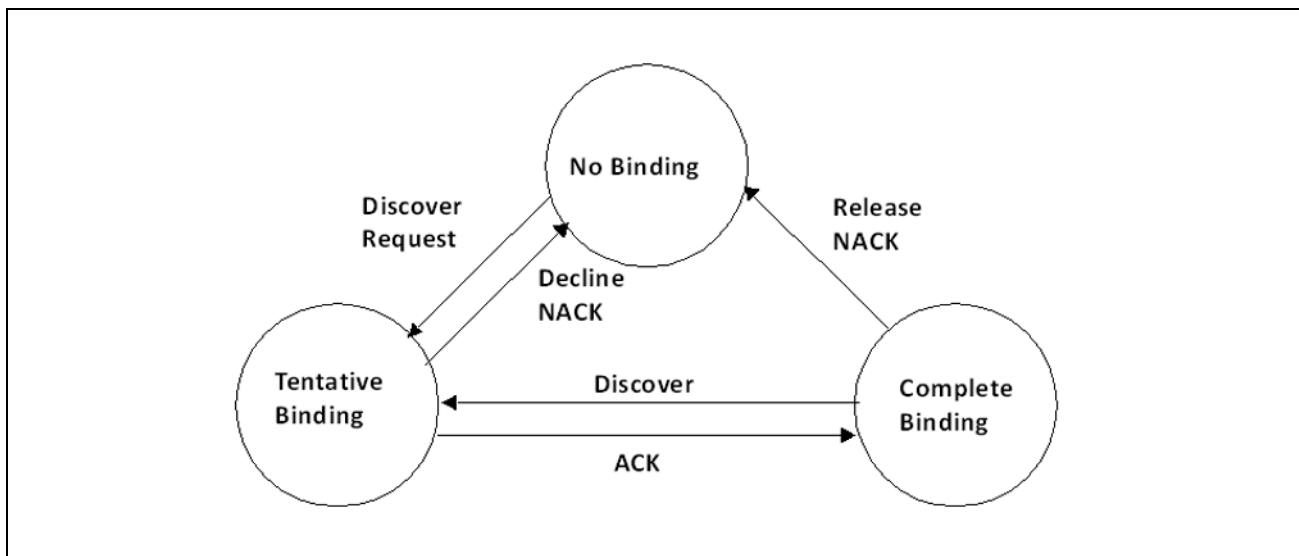 No Binding
Discover
Request
Release
NACK
Decline
NACK
Tentative
Binding
Discover
Complete
Binding
ACK